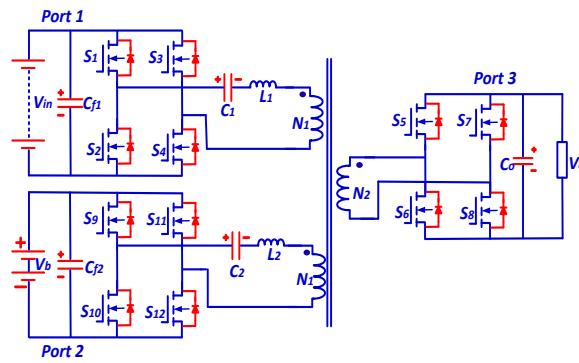 Port 1
S1
S3
Vin
Cf1
C1
L1
N1
S2
S4
Port 3
S5
S7
Co
V
N2
S6
S8
S9
S11
Vb
Cf2
C2
L2
N1
S10
S12
Port 2